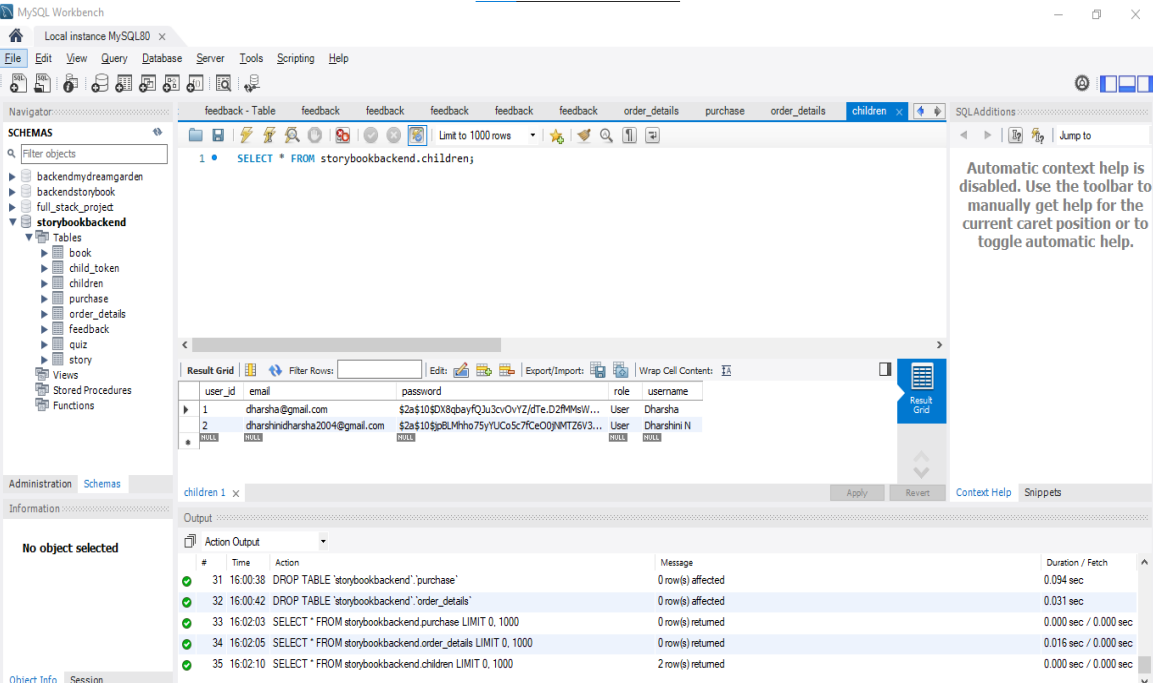 MySQL Workbench
Local instance MySQL80
File Edit View Query Database Server Tools Scripting Help
Navigator
SCHEMAS
Filter objects
backendmydreamgarden
backendstorybook
full_stack_project
storybookbackend
Tables
book
child_token
children
purchase
order_details
feedback
quiz
story
Views
Stored Procedures
Functions
Administration Schemas
Information
No object selected
Object Info Session
feedback - Table feedback feedback feedback feedback feedback order_details purchase order_details children
Limit to 1000 rows
1 SELECT * FROM storybookbackend.children;
Result Grid Filter Rows: Edit: Export/Import: Wrap Cell Content:
user_id email password role username
1 dharsha@gmail.com $2a$10$DX8qbayfQJu3cvOvYZ/dTe.D2fMMsW... User Dharsha
2 dharshinidharsha2004@gmail.com $2a$10$jpBLMhho75yYUCo5c7fCeO0jNMTZ6V3... User Dharshini N
NULL NULL NULL NULL NULL
Result Grid
children 1 Apply Revert
SQLAdditions
Jump to
Automatic context help is
disabled. Use the toolbar to
manually get help for the
current caret position or to
toggle automatic help.
Context Help Snippets
Output
Action Output
# Time Action Message Duration / Fetch
31 16:00:38 DROP TABLE `storybookbackend`.`purchase` 0 row(s) affected 0.094 sec
32 16:00:42 DROP TABLE `storybookbackend`.`order_details` 0 row(s) affected 0.031 sec
33 16:02:03 SELECT * FROM storybookbackend.purchase LIMIT 0, 1000 0 row(s) returned 0.000 sec / 0.000 sec
34 16:02:05 SELECT * FROM storybookbackend.order_details LIMIT 0, 1000 0 row(s) returned 0.016 sec / 0.000 sec
35 16:02:10 SELECT * FROM storybookbackend.children LIMIT 0, 1000 2 row(s) returned 0.000 sec / 0.000 sec